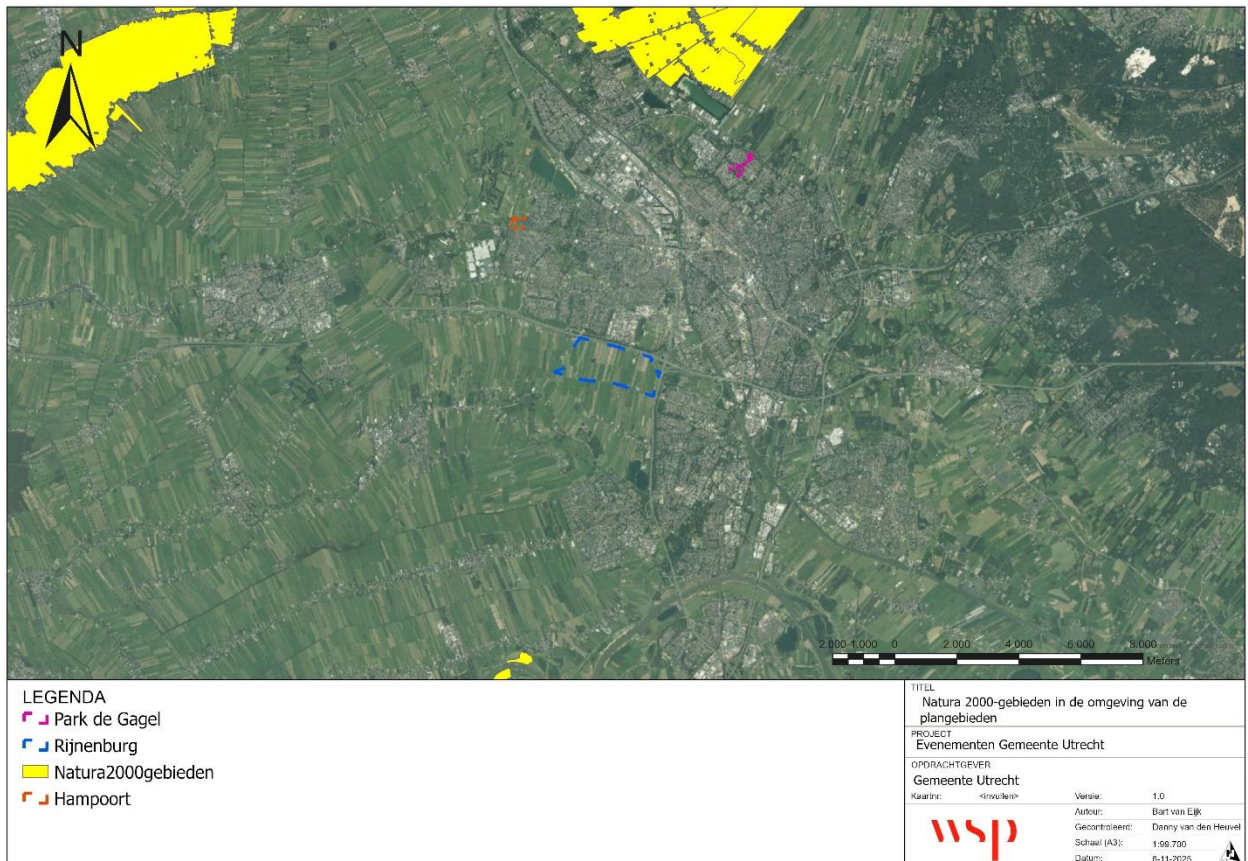 N
2.000 1.000 0 2.000 4.000 6.000 8.000
Meters
LEGENDA
Park de Gagel
Rijnenburg
Natura2000gebieden
Hampoort
TITEL
Natura 2000-gebieden in de omgeving van de
plangebieden
PROJECT
Evenementen Gemeente Utrecht
OPDRACHTGEVER
Gemeente Utrecht
Kaartnr: <invullen> Versie: 1.0
Auteur: Bart van Eijk
Gecontroleerd: Danny van den Heuvel
Schaal (A3): 1:99.700
Datum: 6-11-2025
wsp